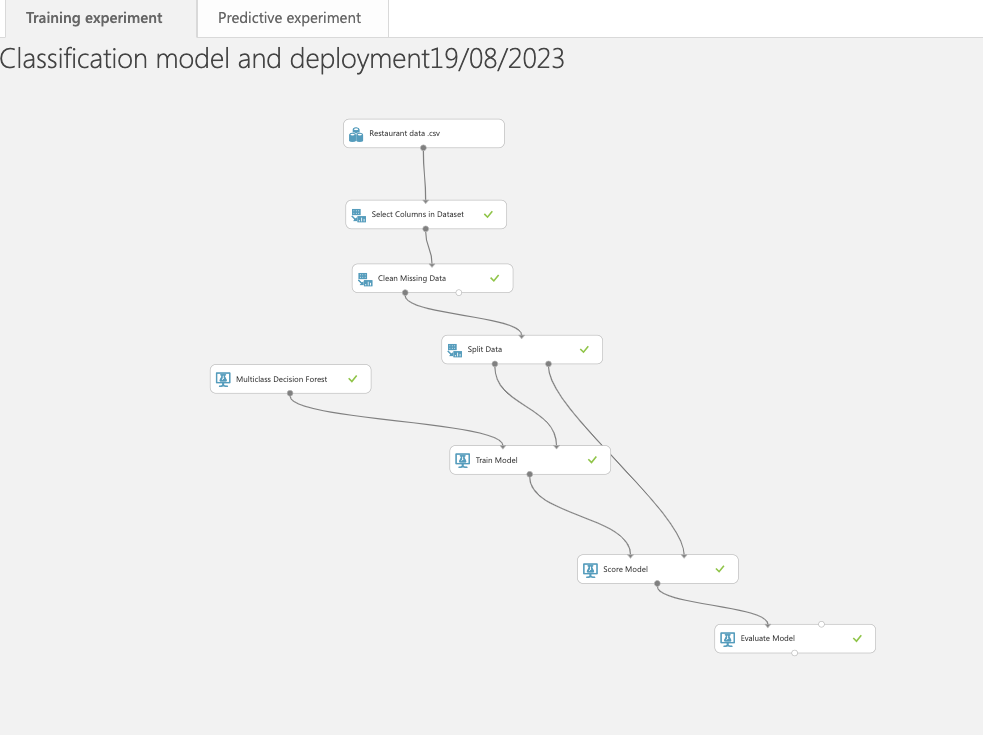 Training experiment
Predictive experiment
Classification model and deployment19/08/2023
Restaurant data .csv
Select Columns in Dataset
Clean Missing Data
Split Data
Multiclass Decision Forest
Train Model
Score Model
Evaluate Model